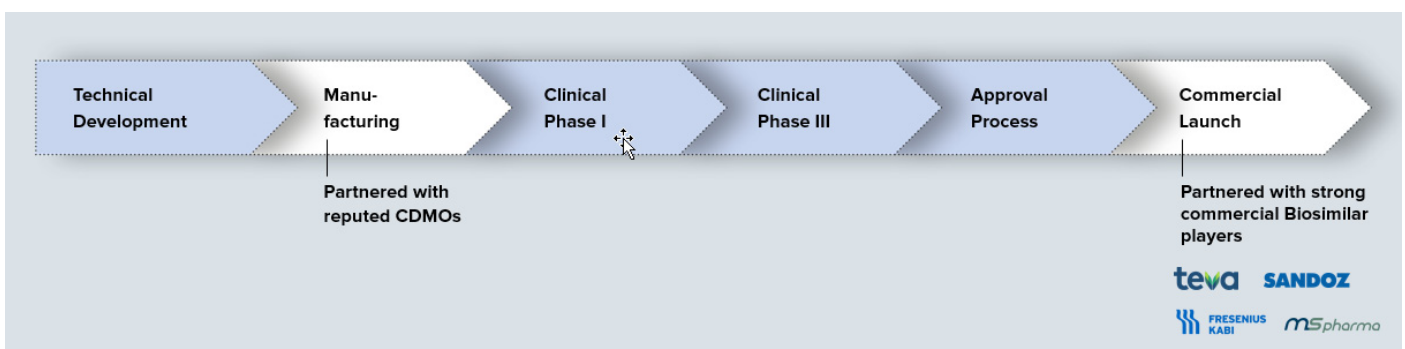 Technical
Development
Manu-
facturing
Clinical
Phase I
Clinical
Phase III
Approval
Process
Commercial
Launch
Partnered with
reputed CDMOs
Partnered with strong
commercial Biosimilar
players
teva
SANDOZ
FRESENIUS
KABI
mSpharma